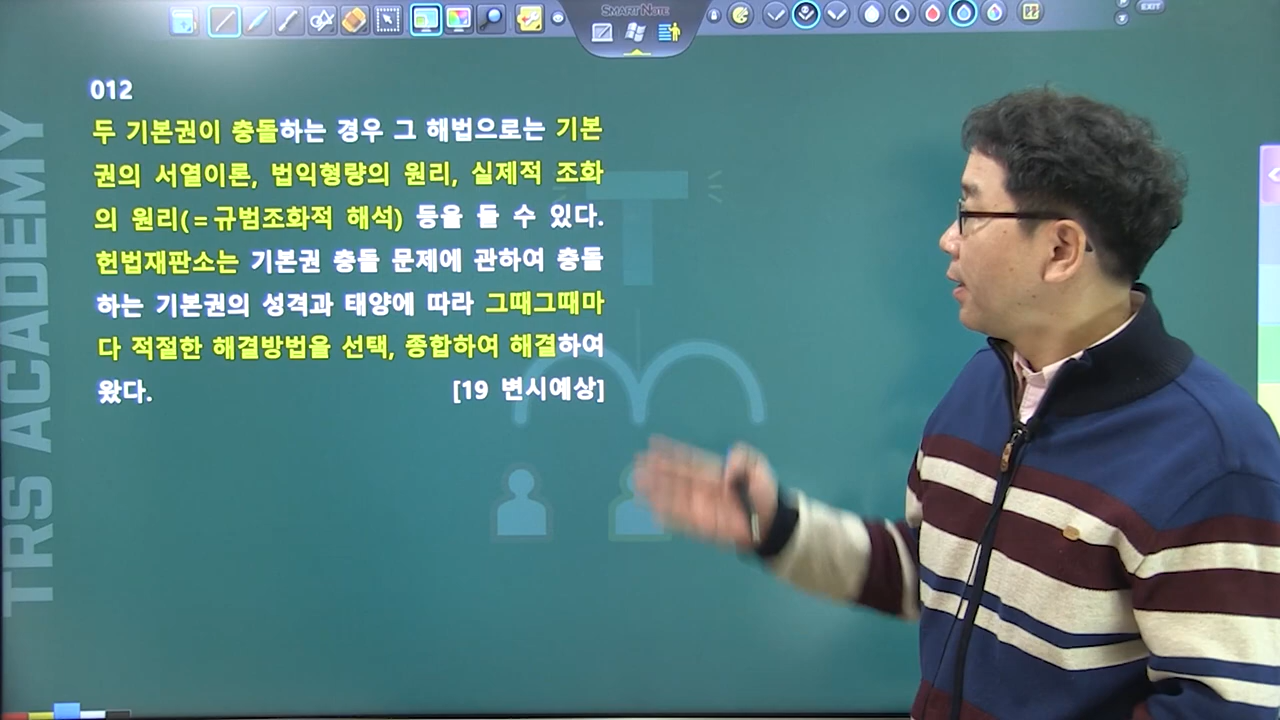 SMARTNOTE
EXIT
TRS ACADEMY
012
두 기본권이 충돌하는 경우 그 해법으로는 기본
권의 서열이론, 법익형량의 원리, 실제적 조화
의 원리(=규범조화적 해석) 등을 들 수 있다.
헌법재판소는 기본권 충돌 문제에 관하여 충돌
하는 기본권의 성격과 태양에 따라 그때그때마
다 적절한 해결방법을 선택, 종합하여 해결하여
왔다. [19 변시예상]